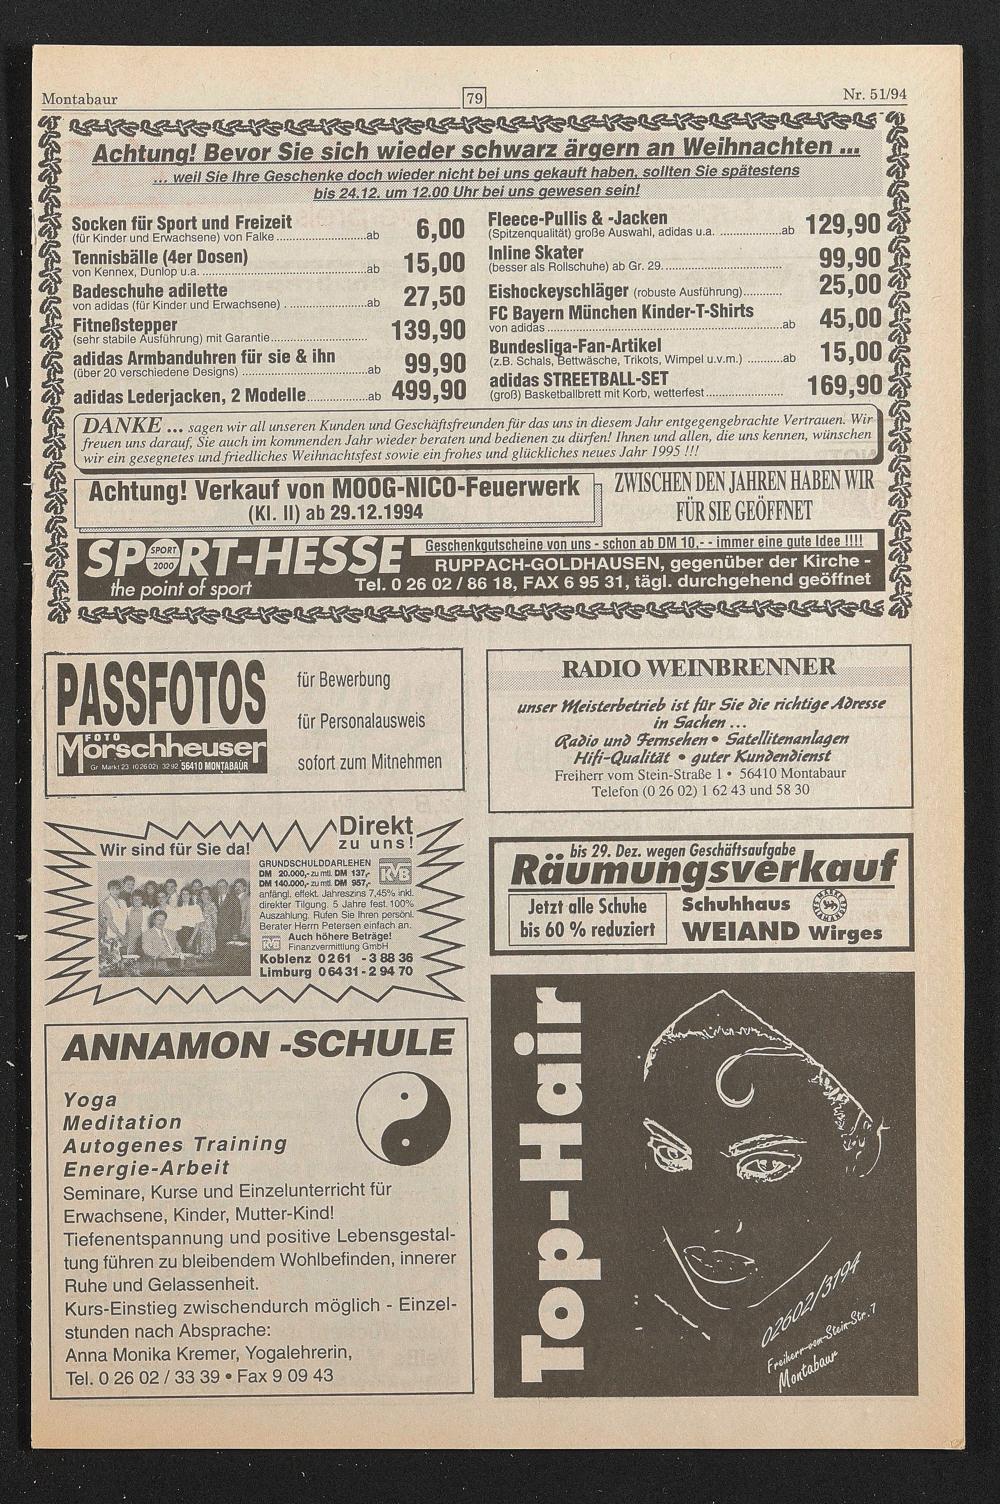 Montabaur
79
Nr. 51/94
Achtung! Bevor Sie sich wieder schwarz ärgern an Weihnachten ...
... weil Sie Ihre Geschenke doch wieder nicht bei uns gekauft haben, sollten Sie spätestens
bis 24.12. um 12.00 Uhr bei uns gewesen sein!
Socken für Sport und Freizeit
(für Kinder und Erwachsene) von Falke ........ab 6,00
Tennisbälle (4er Dosen)
von Kennex, Dunlop u.a. ........ab 15,00
Badeschuhe adilette
von adidas (für Kinder und Erwachsene) ........ab 27,50
Fitneßstepper
(sehr stabile Ausführung) mit Garantie........ 139,90
adidas Armbanduhren für sie & ihn
(über 20 verschiedene Designs) ........ab 99,90
adidas Lederjacken, 2 Modelle........ab 499,90
Fleece-Pullis & -Jacken
(Spitzenqualität) große Auswahl, adidas u.a. ........ab 129,90
Inline Skater
(besser als Rollschuhe) ab Gr. 29........ 99,90
Eishockeyschläger (robuste Ausführung)........ 25,00
FC Bayern München Kinder-T-Shirts
von adidas ........ab 45,00
Bundesliga-Fan-Artikel
(z.B. Schals, Bettwäsche, Trikots, Wimpel u.v.m.) ........ab 15,00
adidas STREETBALL-SET
(groß) Basketballbrett mit Korb, wetterfest........ 169,90
DANKE ... sagen wir all unseren Kunden und Geschäftsfreunden für das uns in diesem Jahr entgegengebrachte Vertrauen. Wir
freuen uns darauf, Sie auch im kommenden Jahr wieder beraten und bedienen zu dürfen! Ihnen und allen, die uns kennen, wünschen
wir ein gesegnetes und friedliches Weihnachtsfest sowie ein frohes und glückliches neues Jahr 1995 !!!
Achtung! Verkauf von MOOG-NICO-Feuerwerk
(Kl. II) ab 29.12.1994
ZWISCHEN DEN JAHREN HABEN WIR
FÜR SIE GEÖFFNET
SPORT-HESSE
SPORT 2000
the point of sport
Geschenkgutscheine von uns - schon ab DM 10,- - immer eine gute Idee !!!!
RUPPACH-GOLDHAUSEN, gegenüber der Kirche -
Tel. 0 26 02 / 86 18, FAX 6 95 31, tägl. durchgehend geöffnet
PASSFOTOS
FOTO
Mörschheuser
Gr. Markt 23 (02602) 3292 56410 MONTABAUR
für Bewerbung
für Personalausweis
sofort zum Mitnehmen
RADIO WEINBRENNER
unser Meisterbetrieb ist für Sie die richtige Adresse
in Sachen ...
Radio und Fernsehen • Satellitenanlagen
Hifi-Qualität • guter Kundendienst
Freiherr vom Stein-Straße 1 • 56410 Montabaur
Telefon (0 26 02) 1 62 43 und 58 30
Wir sind für Sie da!
Direkt
zu uns!
GRUNDSCHULDDARLEHEN
DM 20.000,- zu mtl. DM 137,-
DM 140.000,- zu mtl. DM 957,-
KVB
anfängl. effekt. Jahreszins 7,45% inkl.
direkter Tilgung. 5 Jahre fest. 100%
Auszahlung. Rufen Sie Ihren persönl.
Berater Herrn Petersen einfach an.
Auch höhere Beträge!
KVB Finanzvermittlung GmbH
Koblenz 0261 - 3 88 36
Limburg 06431 - 2 94 70
bis 29. Dez. wegen Geschäftsaufgabe
Räumungsverkauf
Jetzt alle Schuhe
bis 60 % reduziert
Schuhhaus
WEIAND Wirges
ANNAMON -SCHULE
Yoga
Meditation
Autogenes Training
Energie-Arbeit
Seminare, Kurse und Einzelunterricht für
Erwachsene, Kinder, Mutter-Kind!
Tiefenentspannung und positive Lebensgestal-
tung führen zu bleibendem Wohlbefinden, innerer
Ruhe und Gelassenheit.
Kurs-Einstieg zwischendurch möglich - Einzel-
stunden nach Absprache:
Anna Monika Kremer, Yogalehrerin,
Tel. 0 26 02 / 33 39 • Fax 9 09 43
Top-Hair
02602/3194
Freiherr-vom-Stein-Str. 7
Montabaur